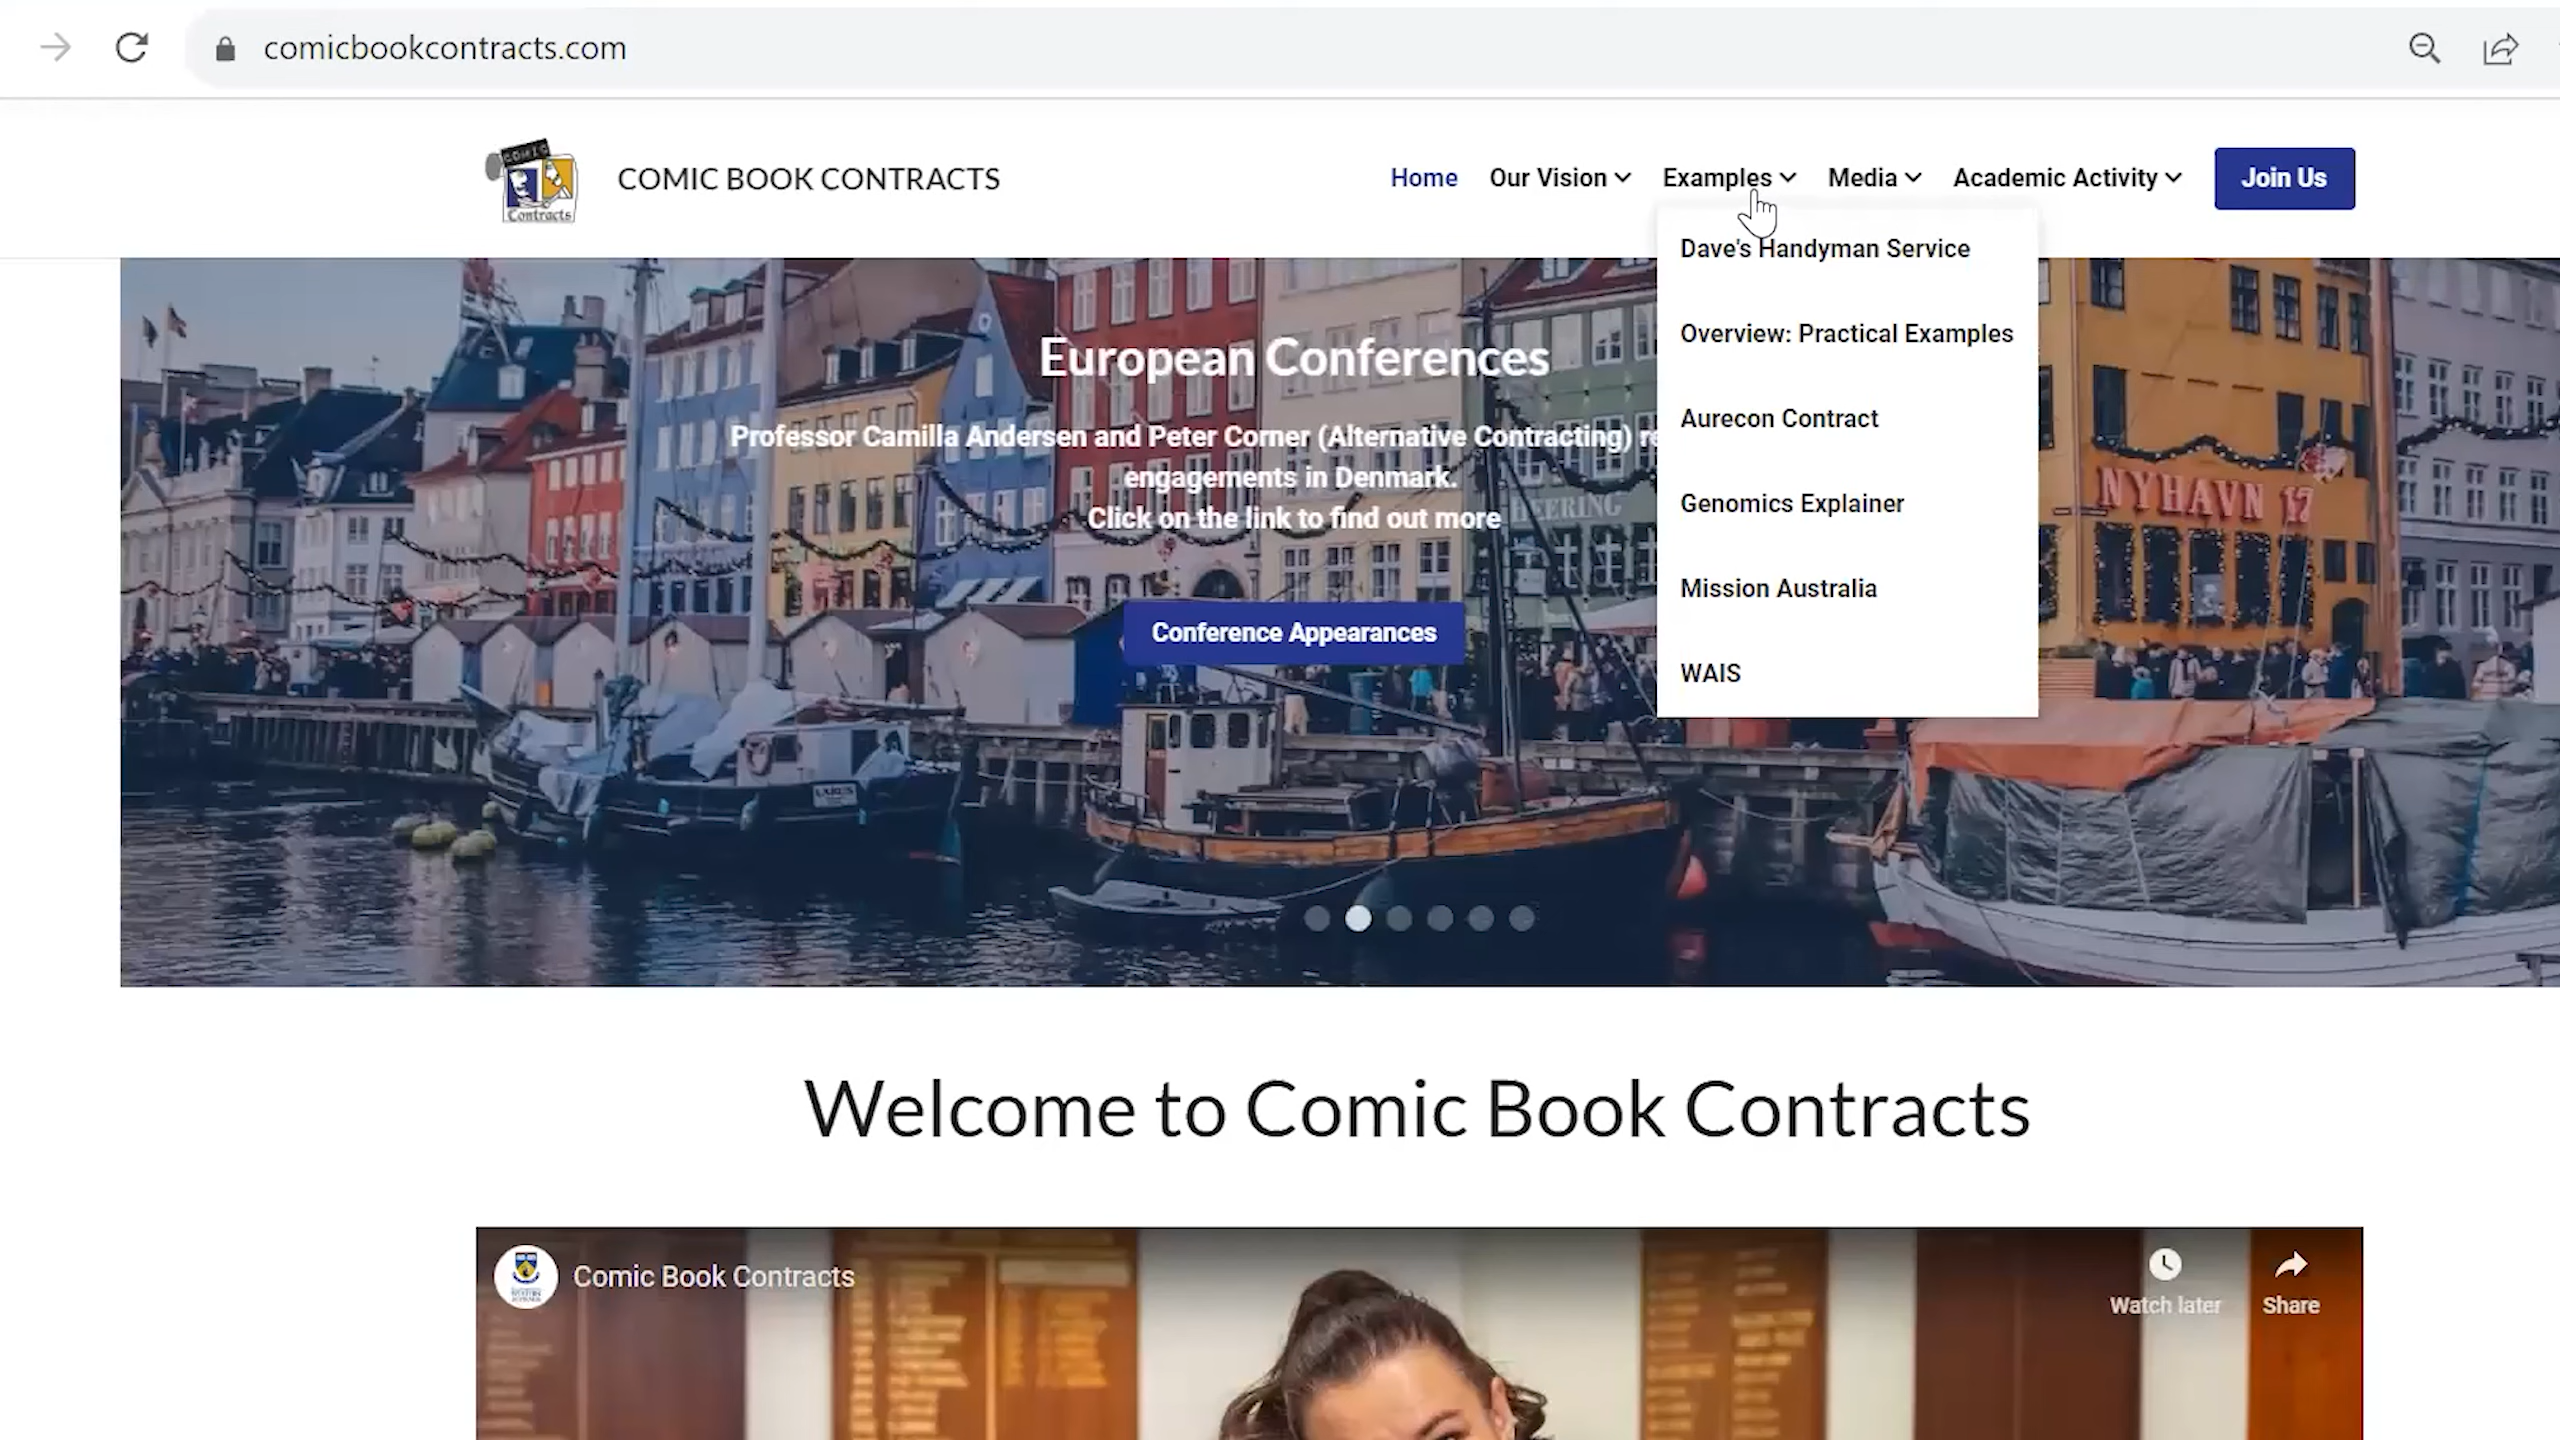 comicbookcontracts.com
COMIC
Contracts
COMIC BOOK CONTRACTS
Home
Our Vision
Examples
Media
Academic Activity
Join Us
Dave's Handyman Service
Overview: Practical Examples
Aurecon Contract
Genomics Explainer
Mission Australia
WAIS
European Conferences
Professor Camilla Andersen and Peter Corner (Alternative Contracting)
engagements in Denmark.
Click on the link to find out more
Conference Appearances
HEERING
NYHAVN 17
Welcome to Comic Book Contracts
Comic Book Contracts
Watch later
Share